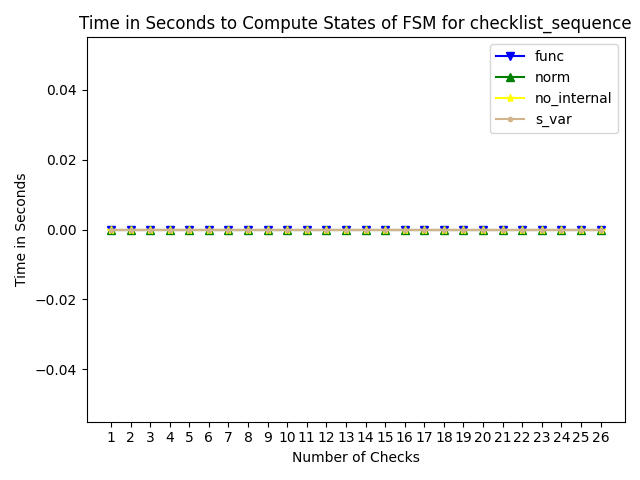 Time in Seconds to Compute States of FSM for checklist_sequence
func
norm
no_internal
s_var
0.04
0.02
0.00
−0.02
−0.04
Time in Seconds
1 2 3 4 5 6 7 8 9 10 11 12 13 14 15 16 17 18 19 20 21 22 23 24 25 26
Number of Checks